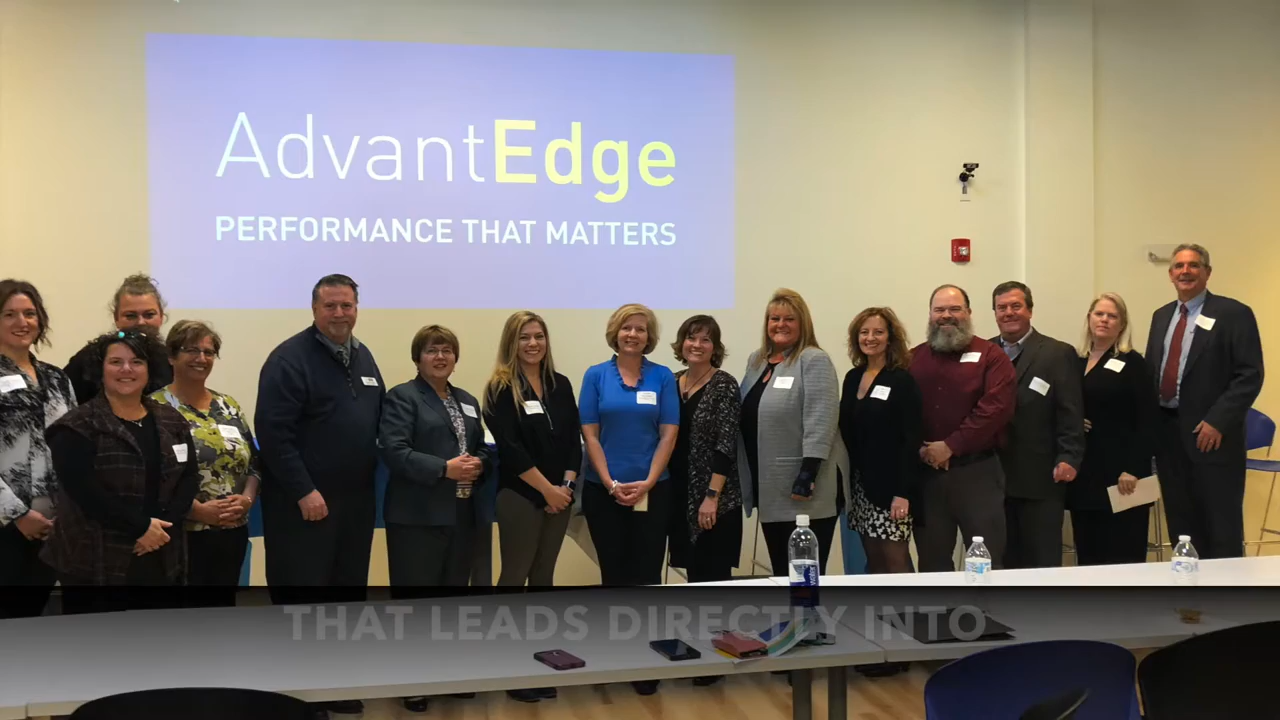 AdvantEdge
PERFORMANCE THAT MATTERS
THAT LEADS DIRECTLY INTO